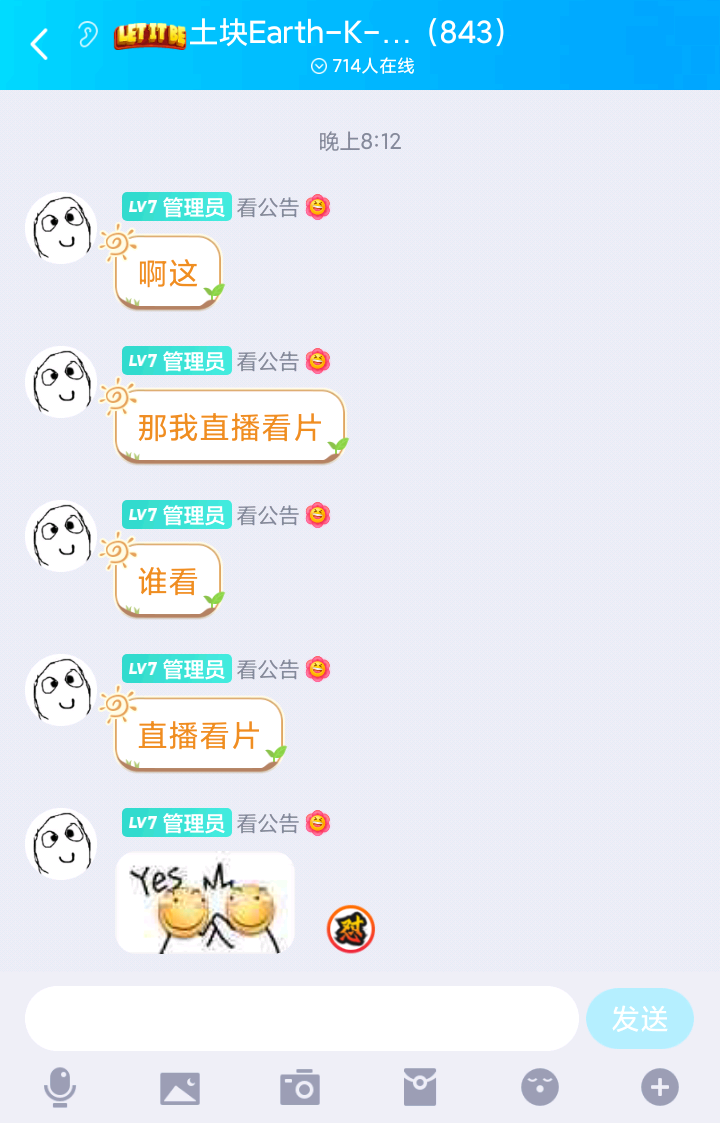 LET IT BE土块Earth-K-...（843）
714人在线
晚上8:12
LV7 管理员 看公告
啊这
LV7 管理员 看公告
那我直播看片
LV7 管理员 看公告
谁看
LV7 管理员 看公告
直播看片
LV7 管理员 看公告
Yes
怼
发送